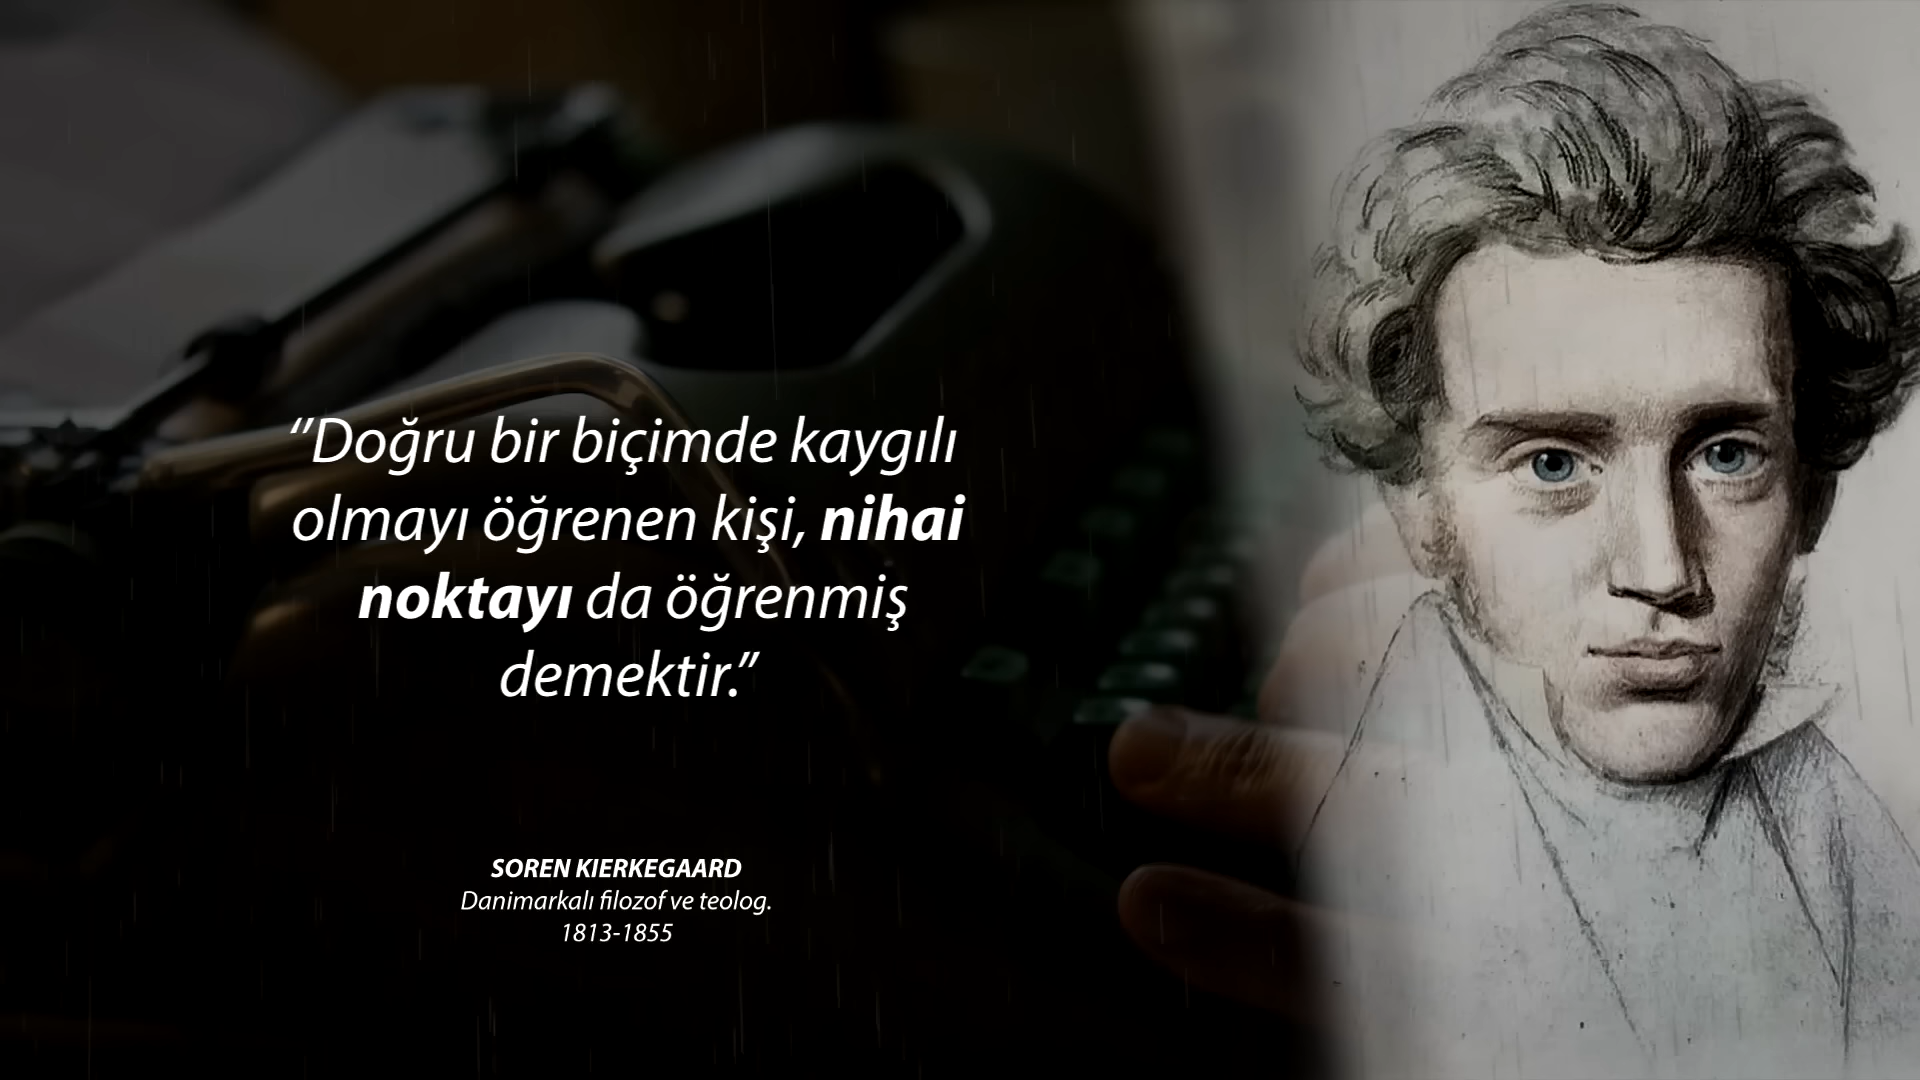 “Doğru bir biçimde kaygılı
olmayı öğrenen kişi, nihai
noktayı da öğrenmiş
demektir.”
SOREN KIERKEGAARD
Danimarkalı filozof ve teolog.
1813-1855